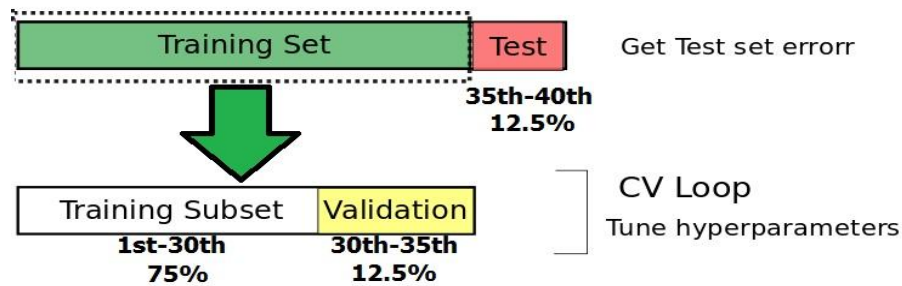 Training Set
Test
Get Test set errorr
35th-40th
12.5%
Training Subset
Validation
CV Loop
Tune hyperparameters
1st-30th
75%
30th-35th
12.5%